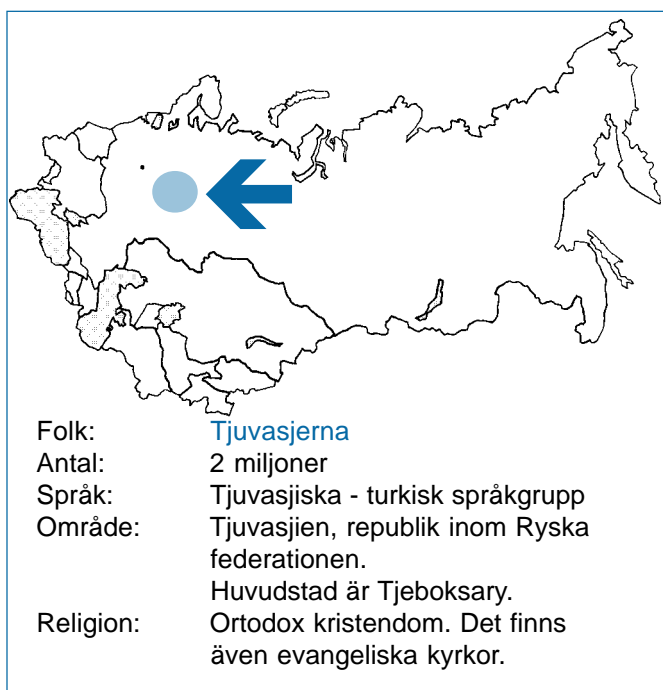 Folk: Tjuvasjerna
Antal: 2 miljoner
Språk: Tjuvasjiska - turkisk språkgrupp
Område: Tjuvasjien, republik inom Ryska
federationen.
Huvudstad är Tjeboksary.
Religion: Ortodox kristendom. Det finns
även evangeliska kyrkor.